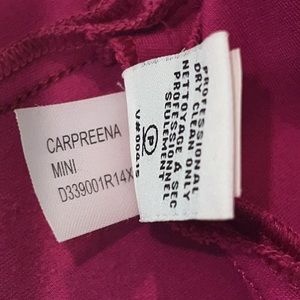 CARPREENA
MINI
D339001R14X
PROFESSIONAL
DRY CLEAN ONLY
NETTOYAGE A SEC
PROFESSIONNEL
SEULEMENT
P